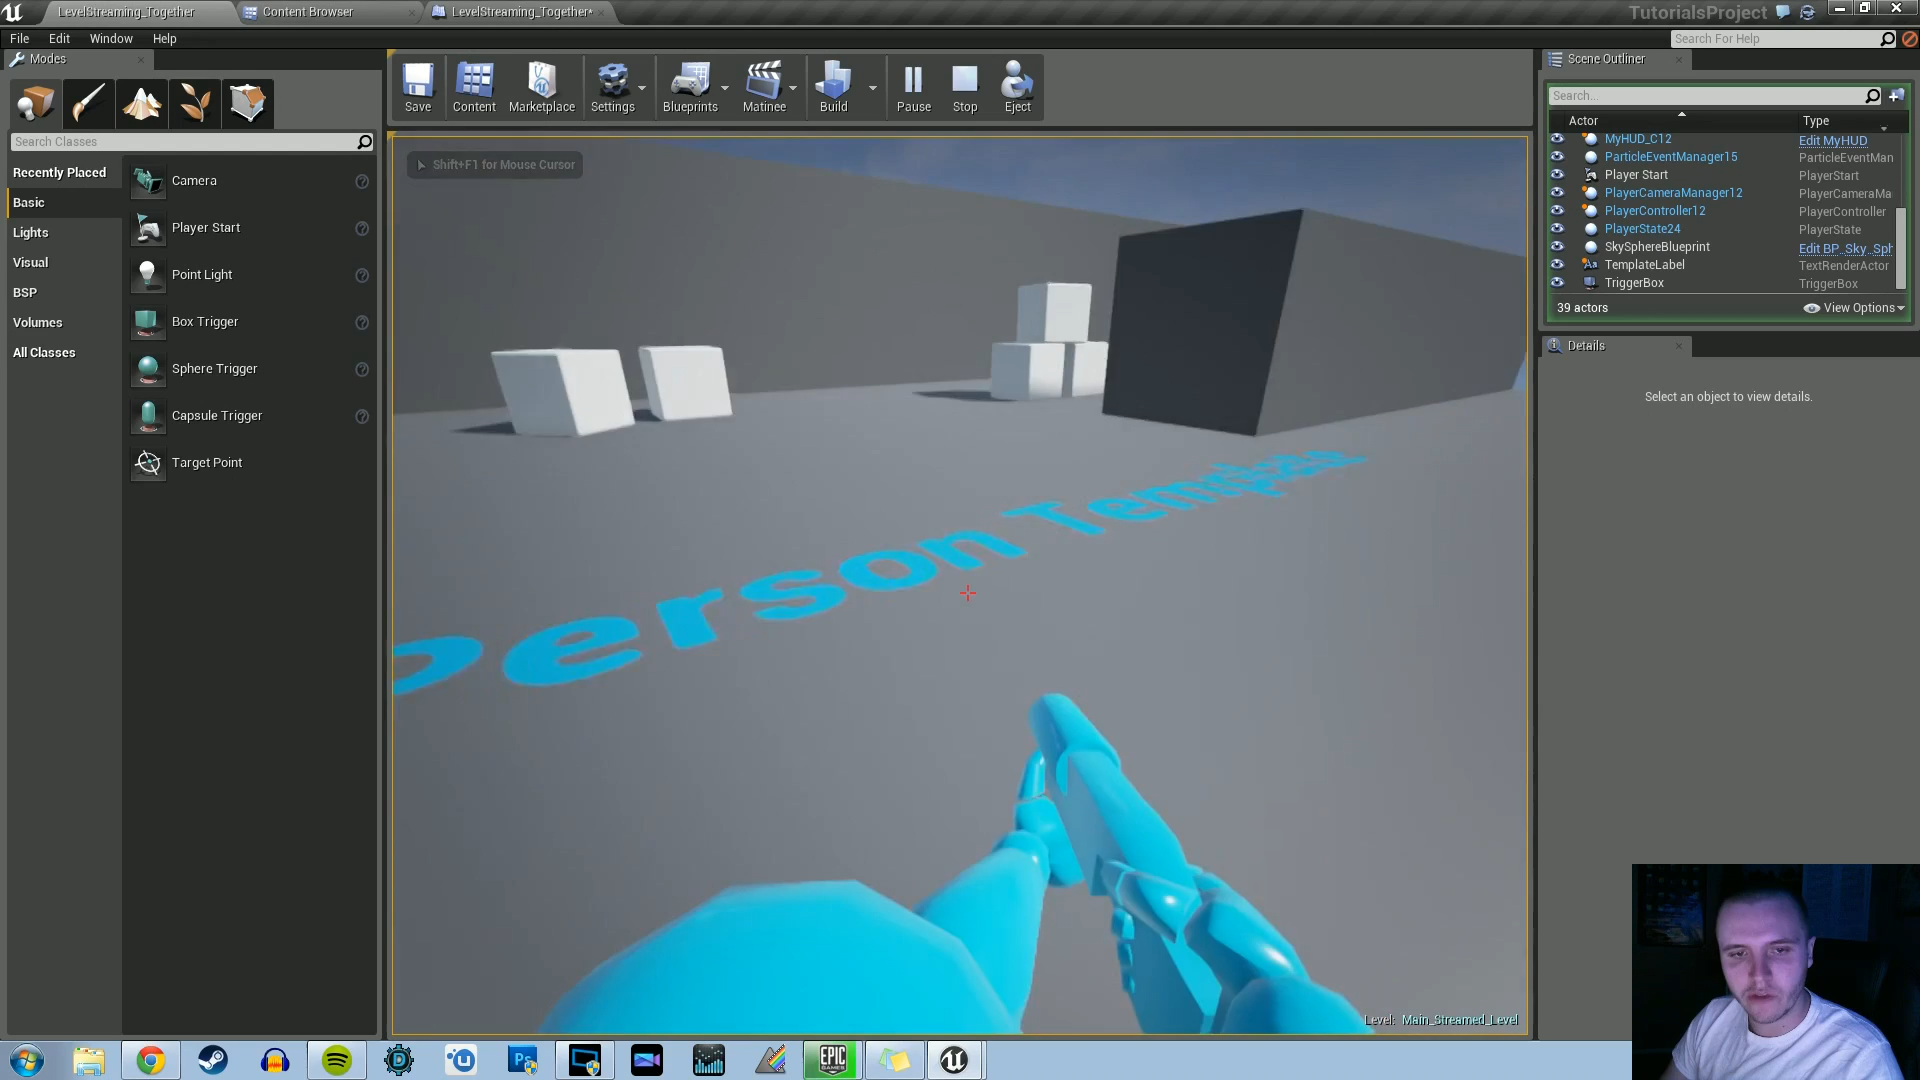 LevelStreaming_Together
Content Browser
LevelStreaming_Together*
TutorialsProject
File
Edit
Window
Help
Search For Help
Modes
Search Classes
Recently Placed
Basic
Lights
Visual
BSP
Volumes
All Classes
Camera
Player Start
Point Light
Box Trigger
Sphere Trigger
Capsule Trigger
Target Point
Save
Content
Marketplace
Settings
Blueprints
Matinee
Build
Pause
Stop
Eject
Shift+F1 for Mouse Cursor
person Templat
Level: Main_Streamed_Level
Scene Outliner
Search...
Actor Type
MyHUD_C12 Edit MyHUD
ParticleEventManager15 ParticleEventMan
Player Start PlayerStart
PlayerCameraManager12 PlayerCameraMa
PlayerController12 PlayerController
PlayerState24 PlayerState
SkySphereBlueprint Edit BP_Sky_Sph
TemplateLabel TextRenderActor
TriggerBox TriggerBox
39 actors View Options
Details
Select an object to view details.
Ps
EPIC
GAMES